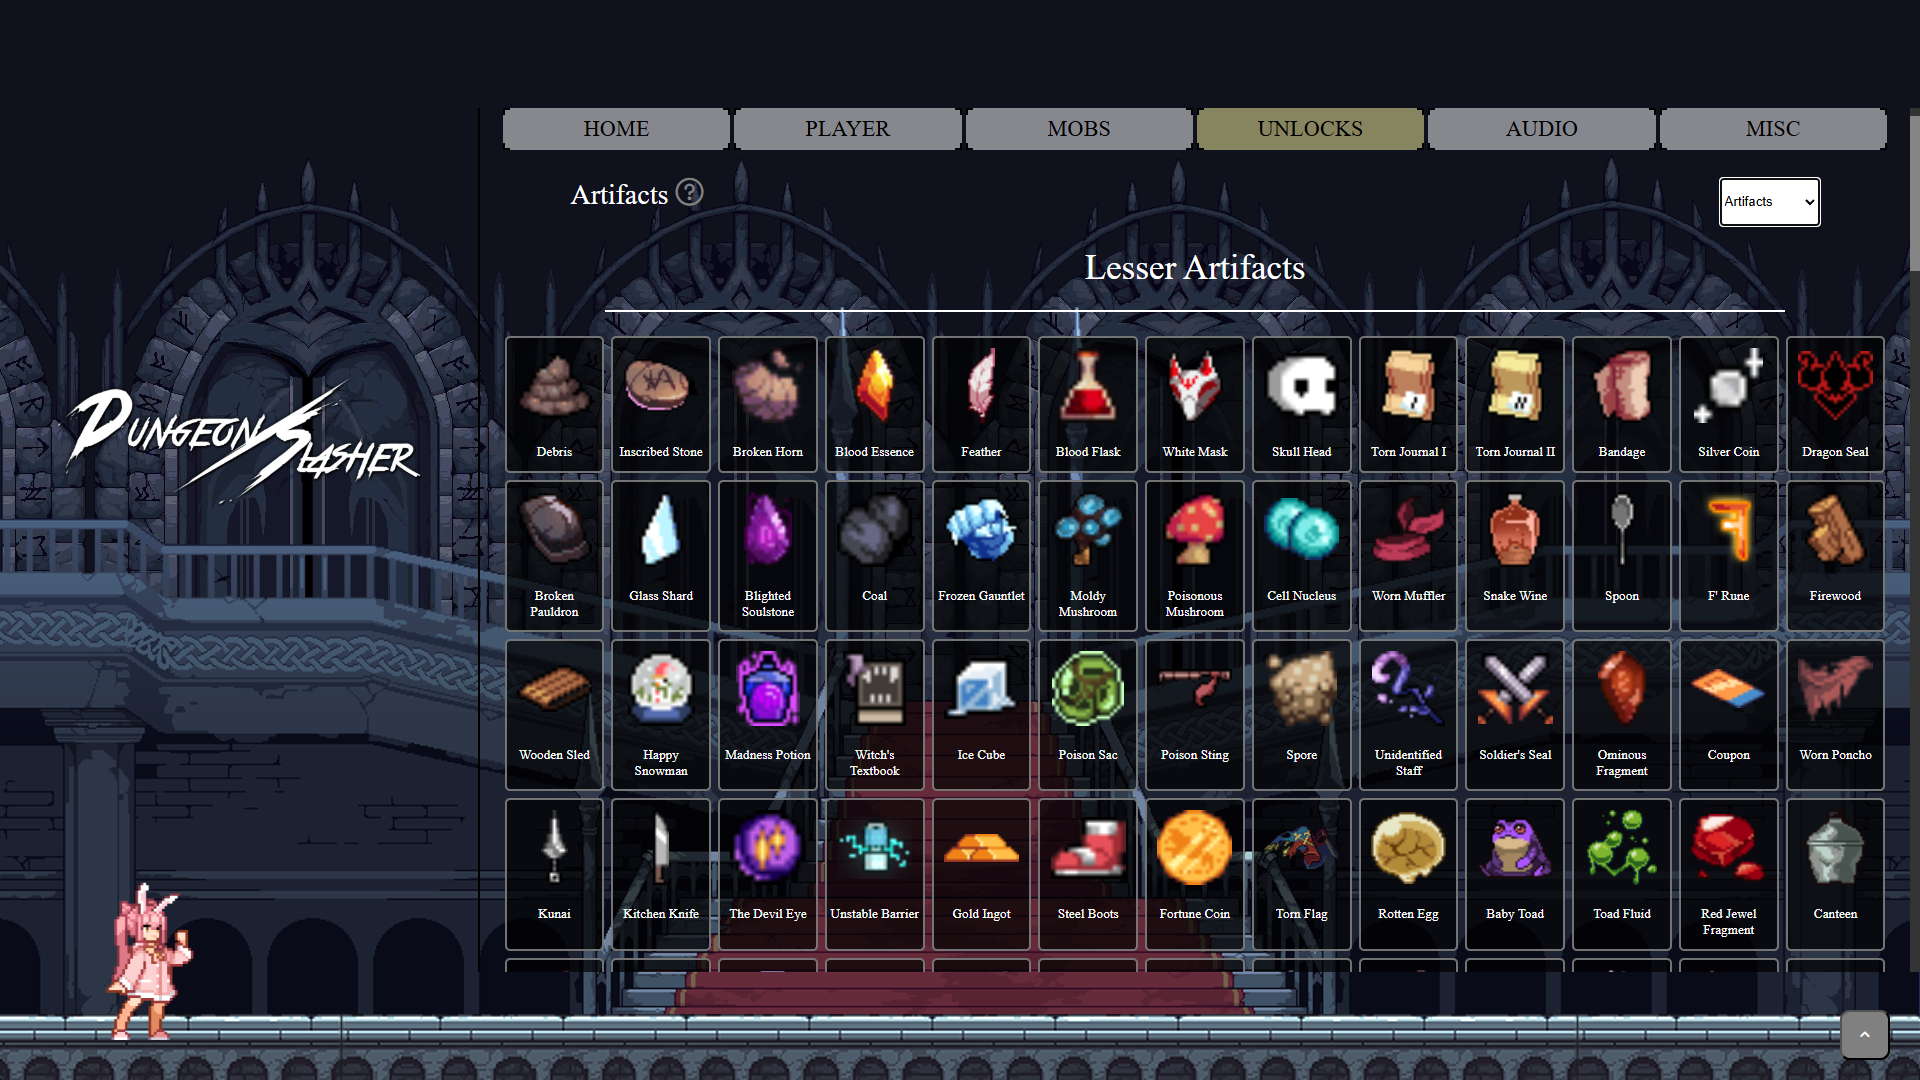 HOME PLAYER MOBS UNLOCKS AUDIO MISC
Artifacts ?
Artifacts
Lesser Artifacts
DUNGEON SLASHER
Debris Inscribed Stone Broken Horn Blood Essence Feather Blood Flask White Mask Skull Head Torn Journal I Torn Journal II Bandage Silver Coin Dragon Seal
Broken Pauldron Glass Shard Blighted Soulstone Coal Frozen Gauntlet Moldy Mushroom Poisonous Mushroom Cell Nucleus Worn Muffler Snake Wine Spoon F' Rune Firewood
Wooden Sled Happy Snowman Madness Potion Witch's Textbook Ice Cube Poison Sac Poison Sting Spore Unidentified Staff Soldier's Seal Ominous Fragment Coupon Worn Poncho
Kunai Kitchen Knife The Devil Eye Unstable Barrier Gold Ingot Steel Boots Fortune Coin Torn Flag Rotten Egg Baby Toad Toad Fluid Red Jewel Fragment Canteen